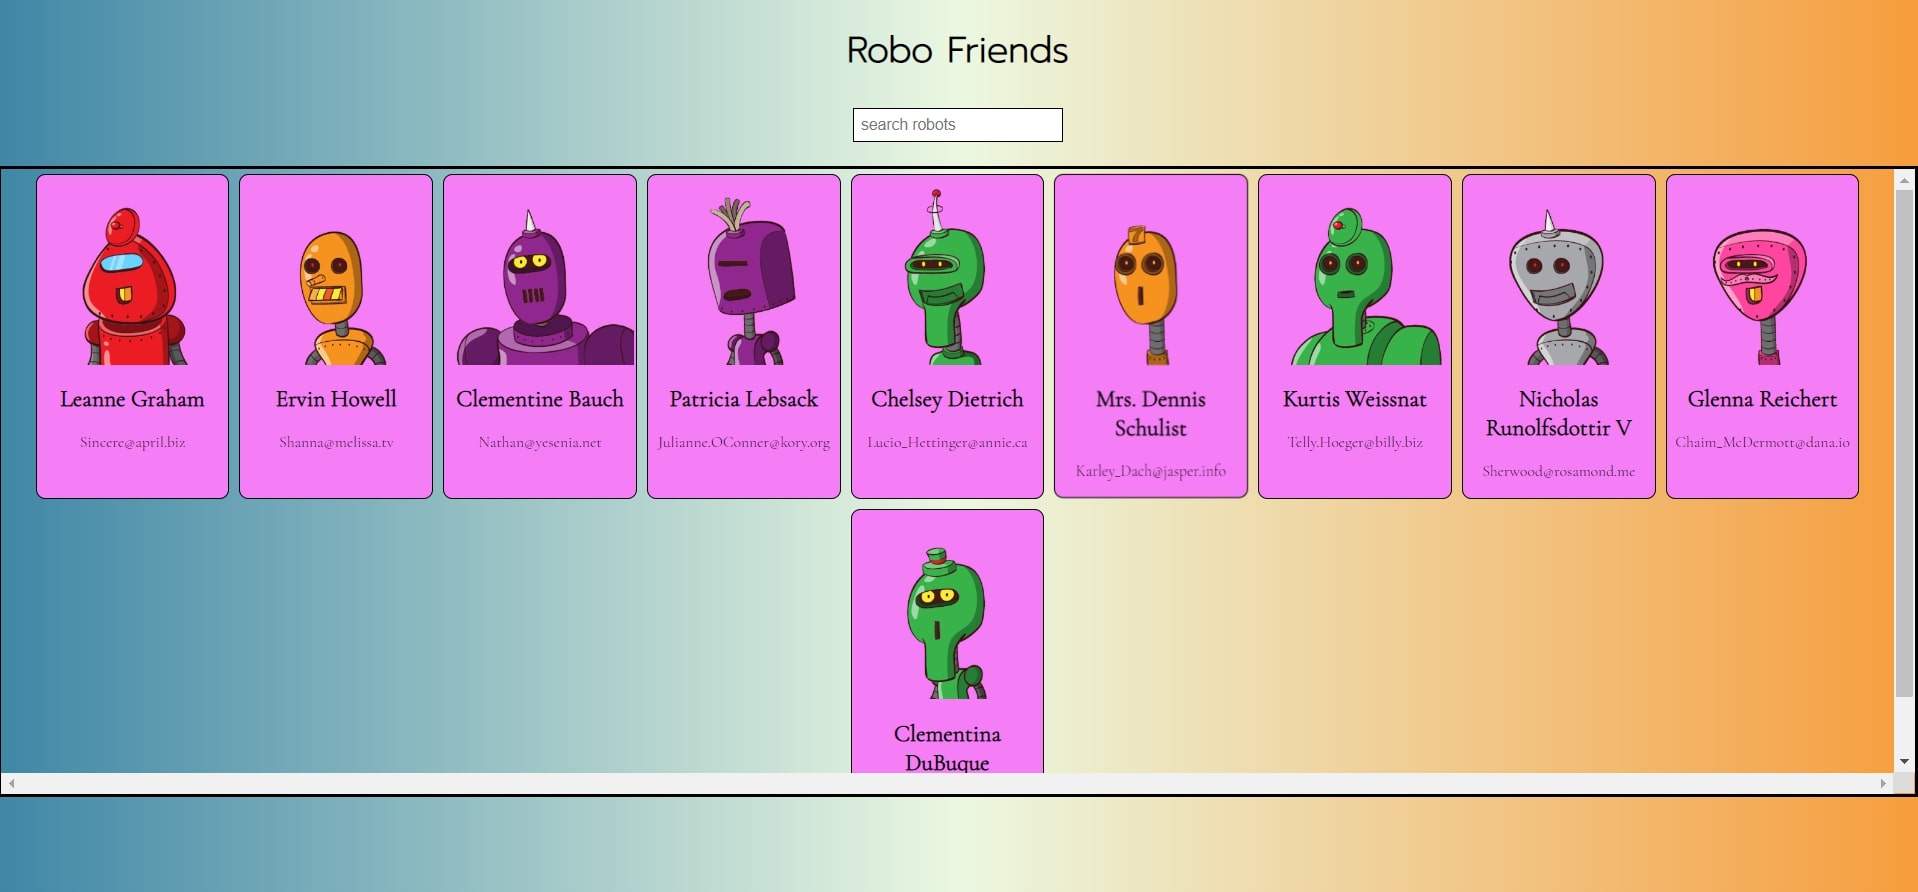 Robo Friends
search robots
Leanne Graham
Sincere@april.biz
Ervin Howell
Shanna@melissa.tv
Clementine Bauch
Nathan@yesenia.net
Patricia Lebsack
Julianne.OConner@kory.org
Chelsey Dietrich
Lucio_Hettinger@annie.ca
7
Mrs. Dennis
Schulist
Karley_Dach@jasper.info
Kurtis Weissnat
Telly.Hoeger@billy.biz
Nicholas
Runolfsdottir V
Sherwood@rosamond.me
Glenna Reichert
Chaim_McDermott@dana.io
Clementina
DuBuque